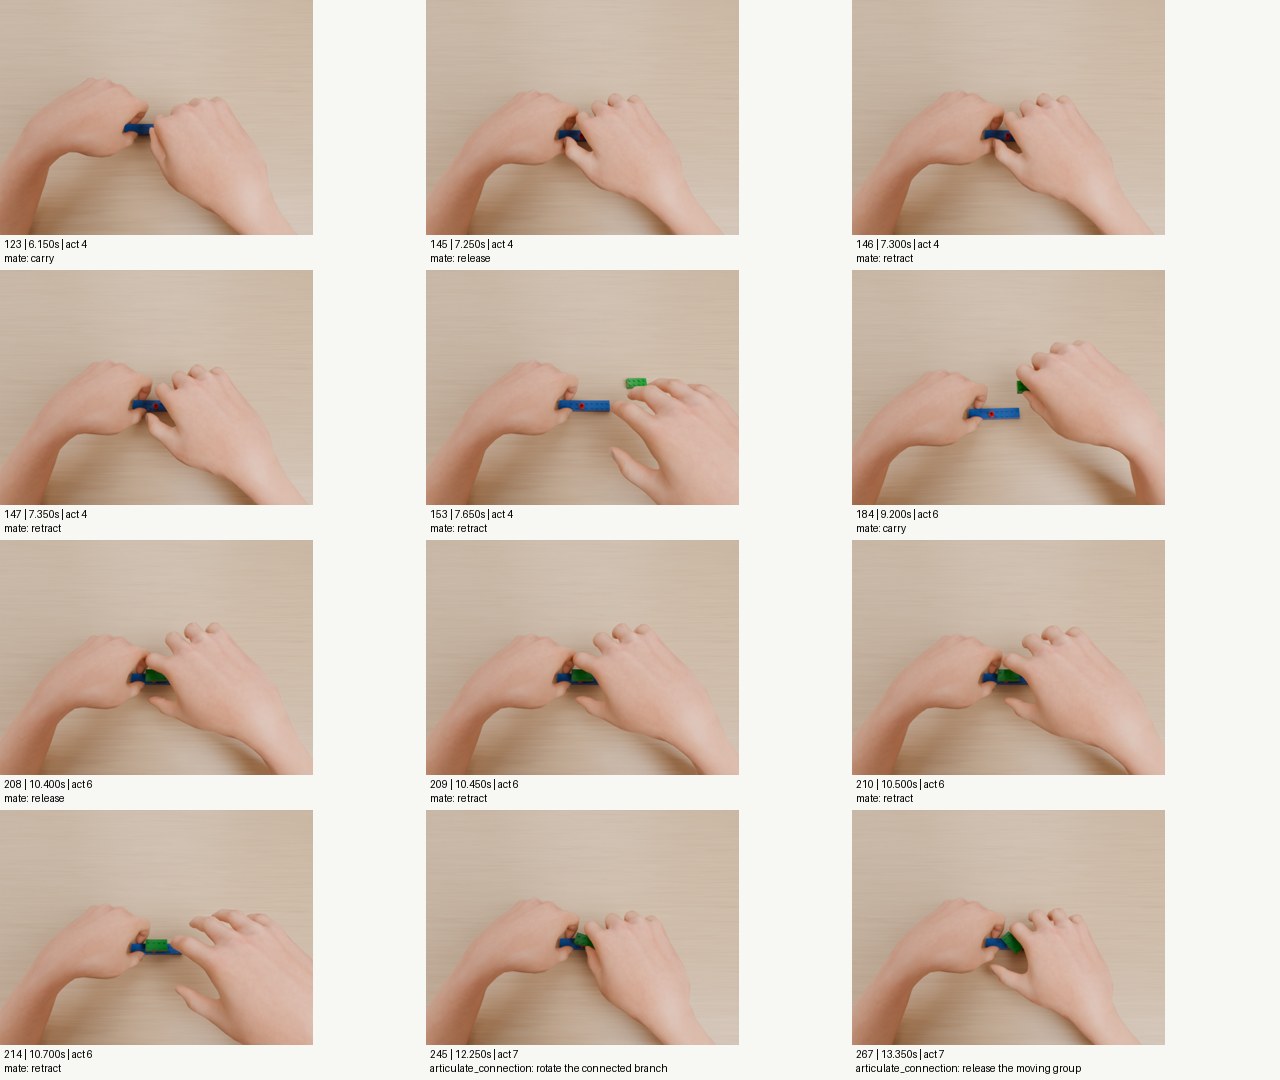 123 | 6.150s | act 4
mate: carry
145 | 7.250s | act 4
mate: release
146 | 7.300s | act 4
mate: retract
147 | 7.350s | act 4
mate: retract
153 | 7.650s | act 4
mate: retract
184 | 9.200s | act 6
mate: carry
208 | 10.400s | act 6
mate: release
209 | 10.450s | act 6
mate: retract
210 | 10.500s | act 6
mate: retract
214 | 10.700s | act 6
mate: retract
245 | 12.250s | act 7
articulate_connection: rotate the connected branch
267 | 13.350s | act 7
articulate_connection: release the moving group